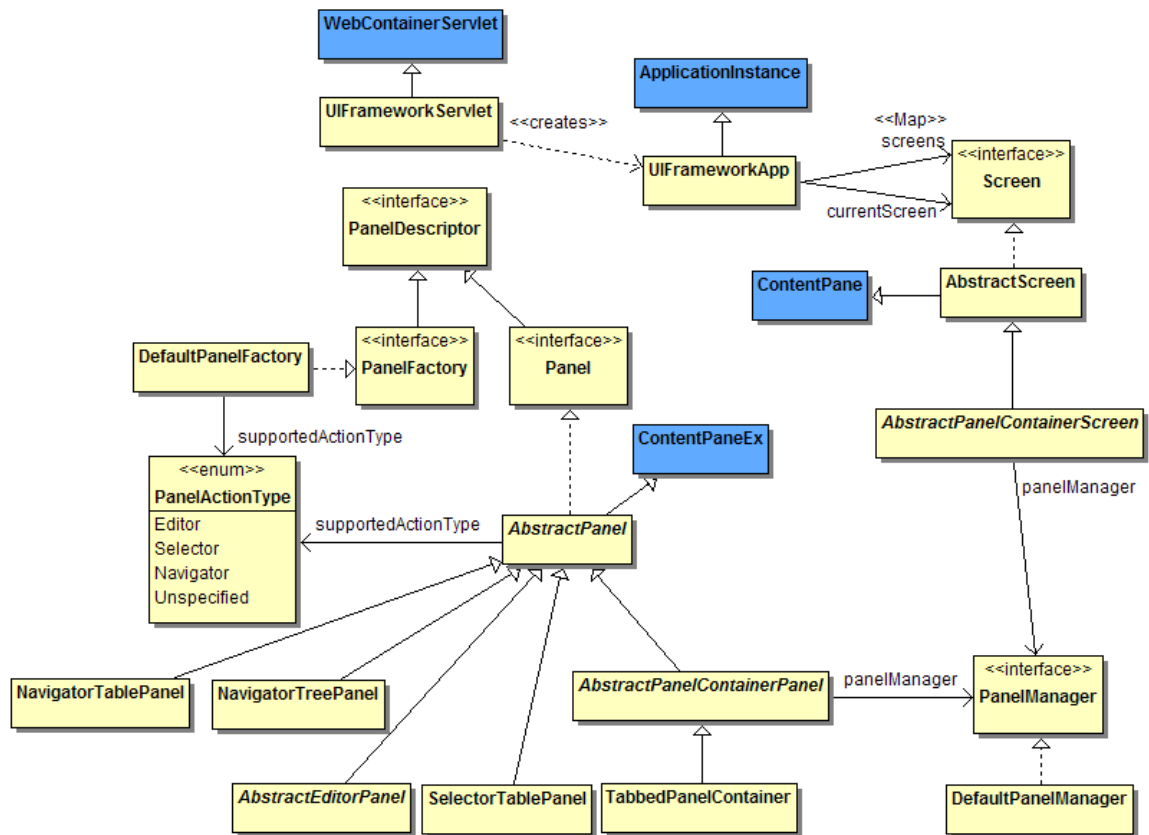 WebContainerServlet
ApplicationInstance
UIFrameworkServlet
<<creates>>
<<Map>>
screens
UIFrameworkApp
<<interface>>
Screen
currentScreen
<<interface>>
PanelDescriptor
ContentPane
AbstractScreen
DefaultPanelFactory
<<interface>>
PanelFactory
<<interface>>
Panel
AbstractPanelContainerScreen
supportedActionType
ContentPaneEx
<<enum>>
PanelActionType
Editor
Selector
Navigator
Unspecified
panelManager
supportedActionType
AbstractPanel
NavigatorTablePanel
NavigatorTreePanel
AbstractPanelContainerPanel
panelManager
<<interface>>
PanelManager
AbstractEditorPanel
SelectorTablePanel
TabbedPanelContainer
DefaultPanelManager